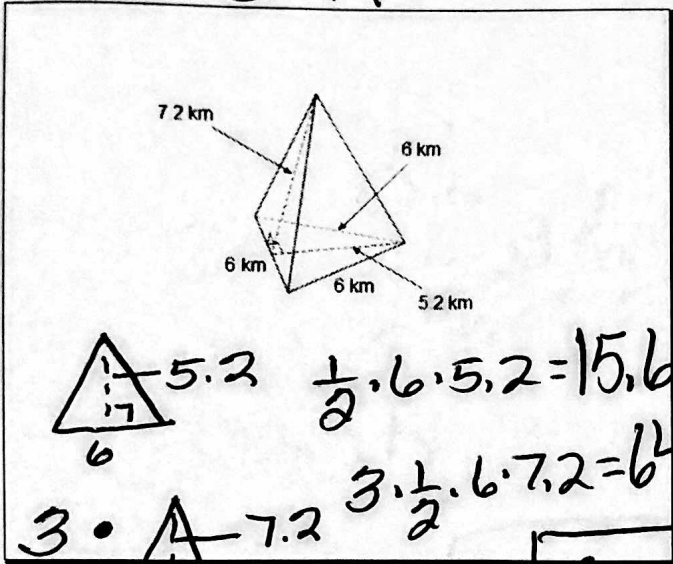 7.2 km
6 km
6 km
6 km
5.2 km
5.2
1/2 · 6 · 5.2 = 15.6
6
3 · 1/2 · 6 · 7.2 = 6
3 •
7.2